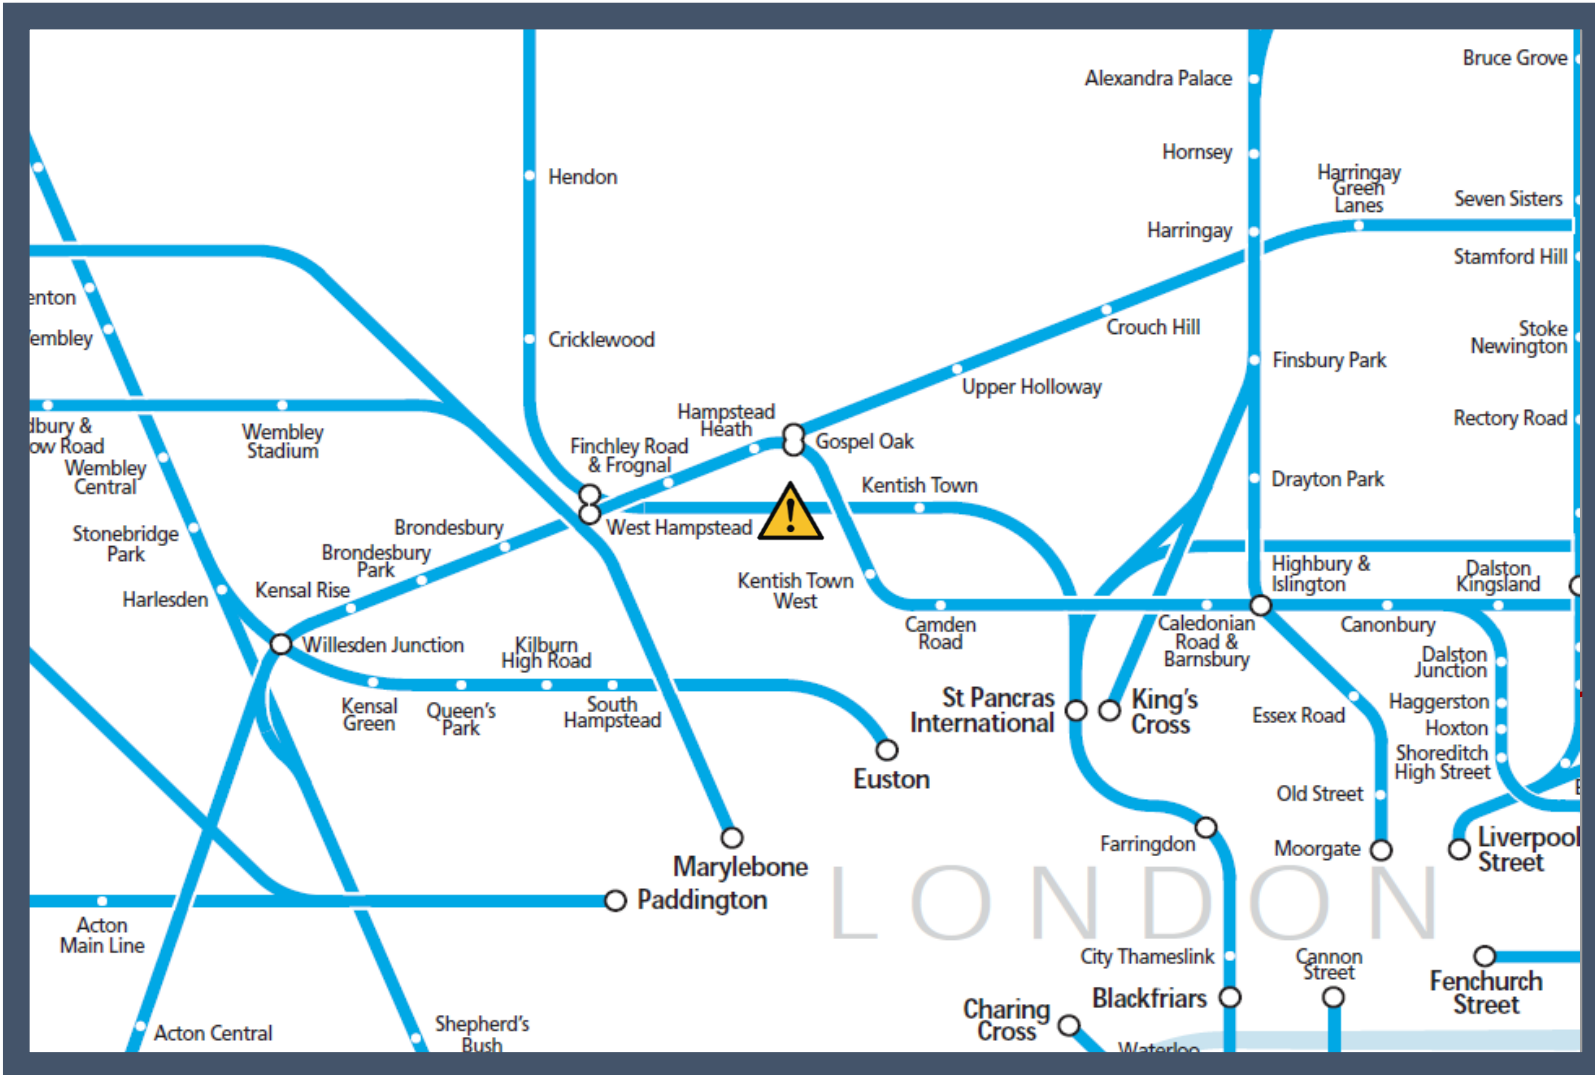 Bruce Grove
Alexandra Palace
Hornsey
Hendon
Harringay
Green
Lanes
Seven Sisters
Harringay
Stamford Hill
enton
embley
Cricklewood
Crouch Hill
Stoke
Newington
Finsbury Park
Upper Holloway
Hampstead
Heath
Rectory Road
dbury &
ow Road
Wembley
Stadium
Finchley Road
& Frognal
Gospel Oak
Wembley
Central
Kentish Town
Drayton Park
!
Stonebridge
Park
Brondesbury
West Hampstead
Brondesbury
Park
Kensal Rise
Harlesden
Kentish Town
West
Highbury &
Islington
Dalston
Kingsland
Camden
Road
Caledonian
Road &
Barnsbury
Canonbury
Willesden Junction
Kilburn
High Road
Dalston
Junction
Kensal
Green
Queen's
Park
South
Hampstead
St Pancras
International
King's
Cross
Essex Road
Haggerston
Hoxton
Shoreditch
High Street
Euston
Old Street
Farringdon
Moorgate
Liverpool
Street
Marylebone
Paddington
LONDON
Acton
Main Line
City Thameslink
Cannon
Street
Fenchurch
Street
Blackfriars
Charing
Cross
Acton Central
Shepherd's
Bush
Waterloo